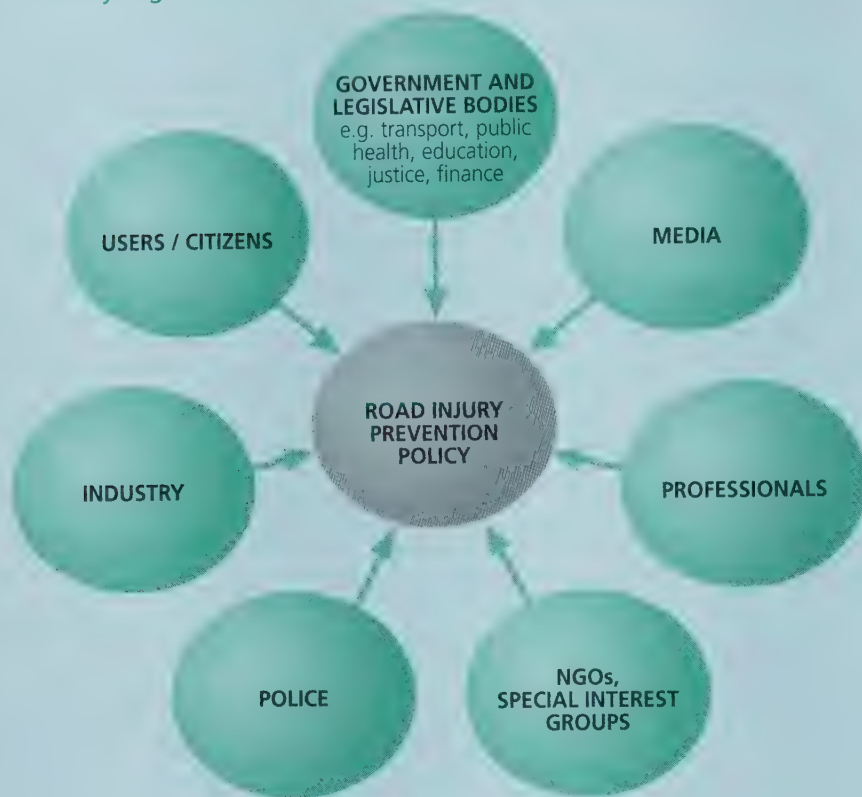 GOVERNMENT AND
LEGISLATIVE BODIES
e.g. transport, public
health, education,
justice, finance
USERS / CITIZENS
MEDIA
ROAD INJURY
PREVENTION
POLICY
INDUSTRY
PROFESSIONALS
POLICE
NGOs,
SPECIAL INTEREST
GROUPS